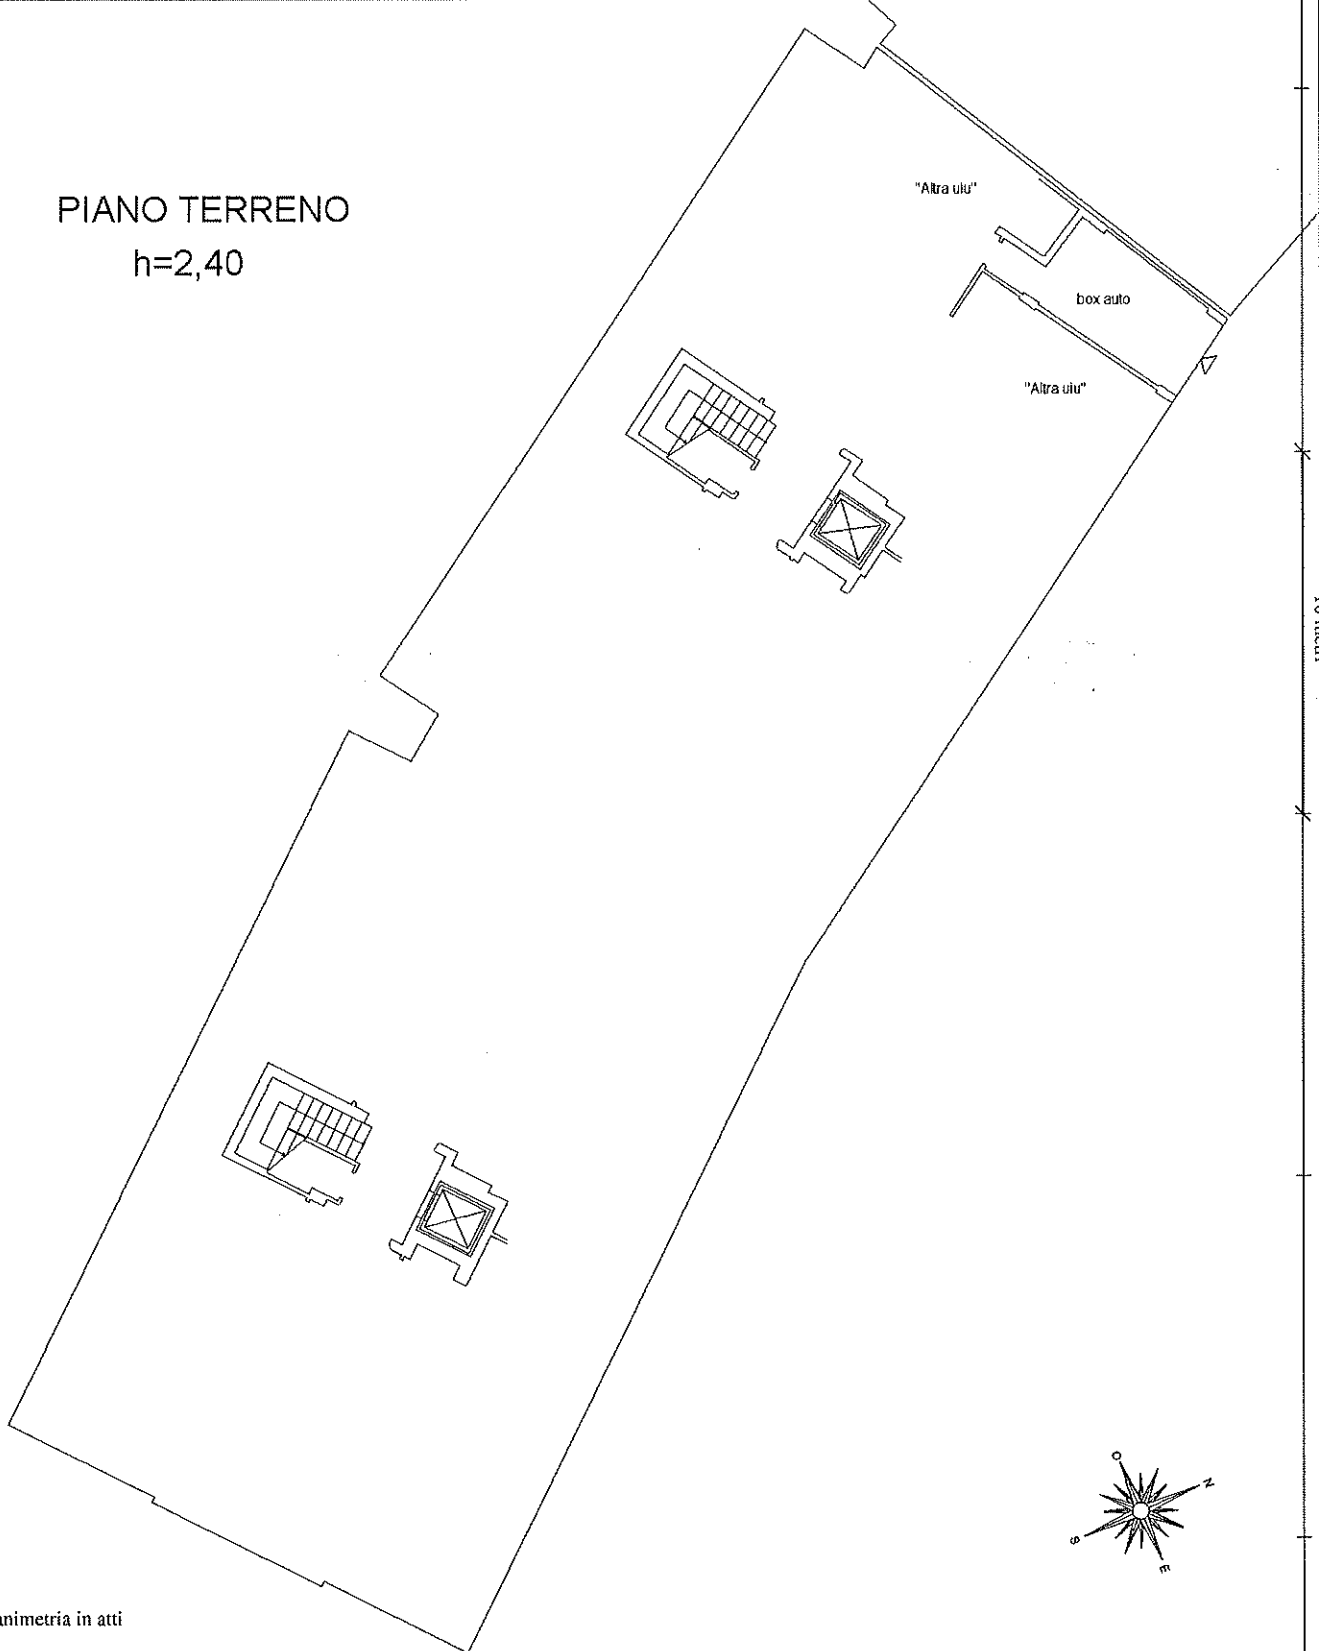 PIANO TERRENO
h=2,40
"Altra uiu"
box auto
"Altra uiu"
O
N
S
E
animetria in atti